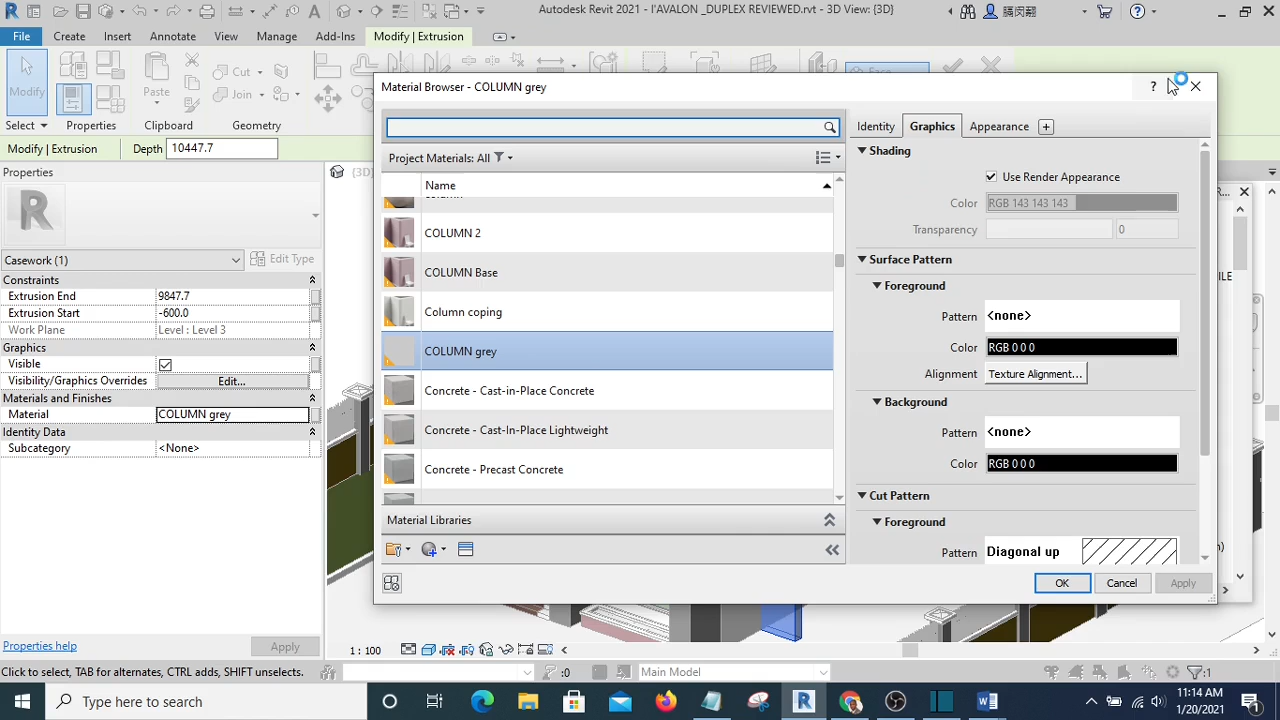 Autodesk Revit 2021 - l'AVALON _DUPLEX REVIEWED.rvt - 3D View: {3D}
File Create Insert Annotate View Manage Add-Ins Modify | Extrusion
Modify
Paste
Cut
Join
Select Properties Clipboard Geometry
Modify | Extrusion Depth 10447.7
Properties
Casework (1) Edit Type
Constraints
Extrusion End 9847.7
Extrusion Start -600.0
Work Plane Level : Level 3
Graphics
Visible
Visibility/Graphics Overrides Edit...
Materials and Finishes
Material COLUMN grey
Identity Data
Subcategory <None>
Properties help Apply
Material Browser - COLUMN grey ?
Project Materials: All
Name
COLUMN 2
COLUMN Base
Column coping
COLUMN grey
Concrete - Cast-in-Place Concrete
Concrete - Cast-In-Place Lightweight
Concrete - Precast Concrete
Material Libraries
Identity Graphics Appearance +
Shading
Use Render Appearance
Color RGB 143 143 143
Transparency 0
Surface Pattern
Foreground
Pattern <none>
Color RGB 0 0 0
Alignment Texture Alignment...
Background
Pattern <none>
Color RGB 0 0 0
Cut Pattern
Foreground
Pattern Diagonal up
OK Cancel Apply
1 : 100
Click to select, TAB for alternates, CTRL adds, SHIFT unselects. :0 Main Model :1
Type here to search
11:14 AM
1/20/2021